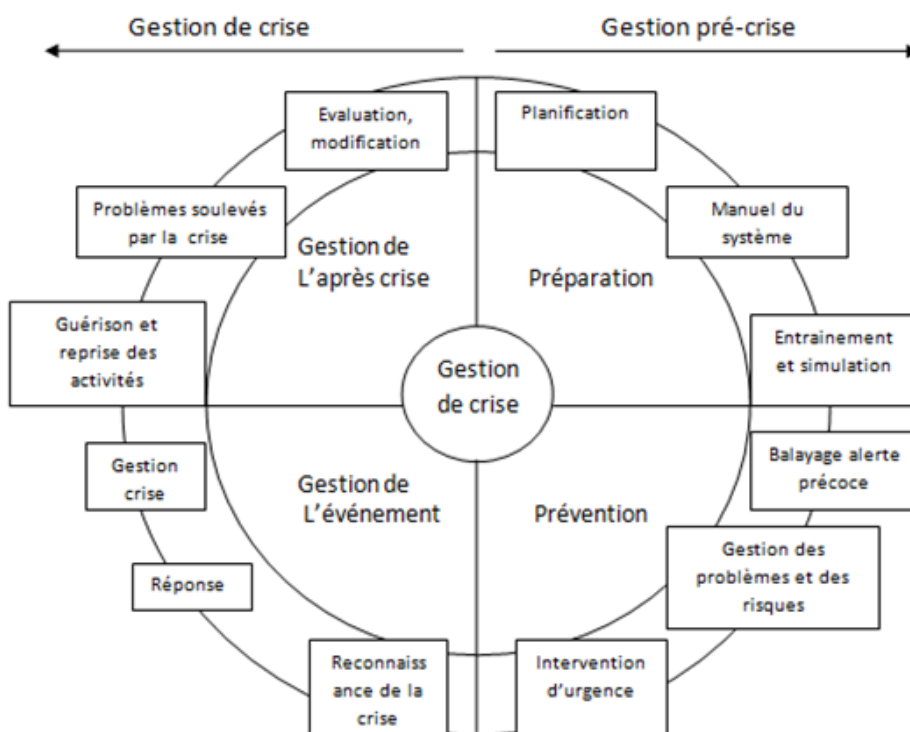 Gestion de crise
Gestion pré-crise
Evaluation,
modification
Planification
Problèmes soulevés
par la crise
Manuel du
système
Gestion de
L'après crise
Préparation
Guérison et
reprise des
activités
Entrainement
et simulation
Gestion
de crise
Gestion
crise
Balayage alerte
précoce
Gestion de
L'événement
Prévention
Gestion des
problèmes et des
risques
Réponse
Reconnaiss
ance de la
crise
Intervention
d'urgence